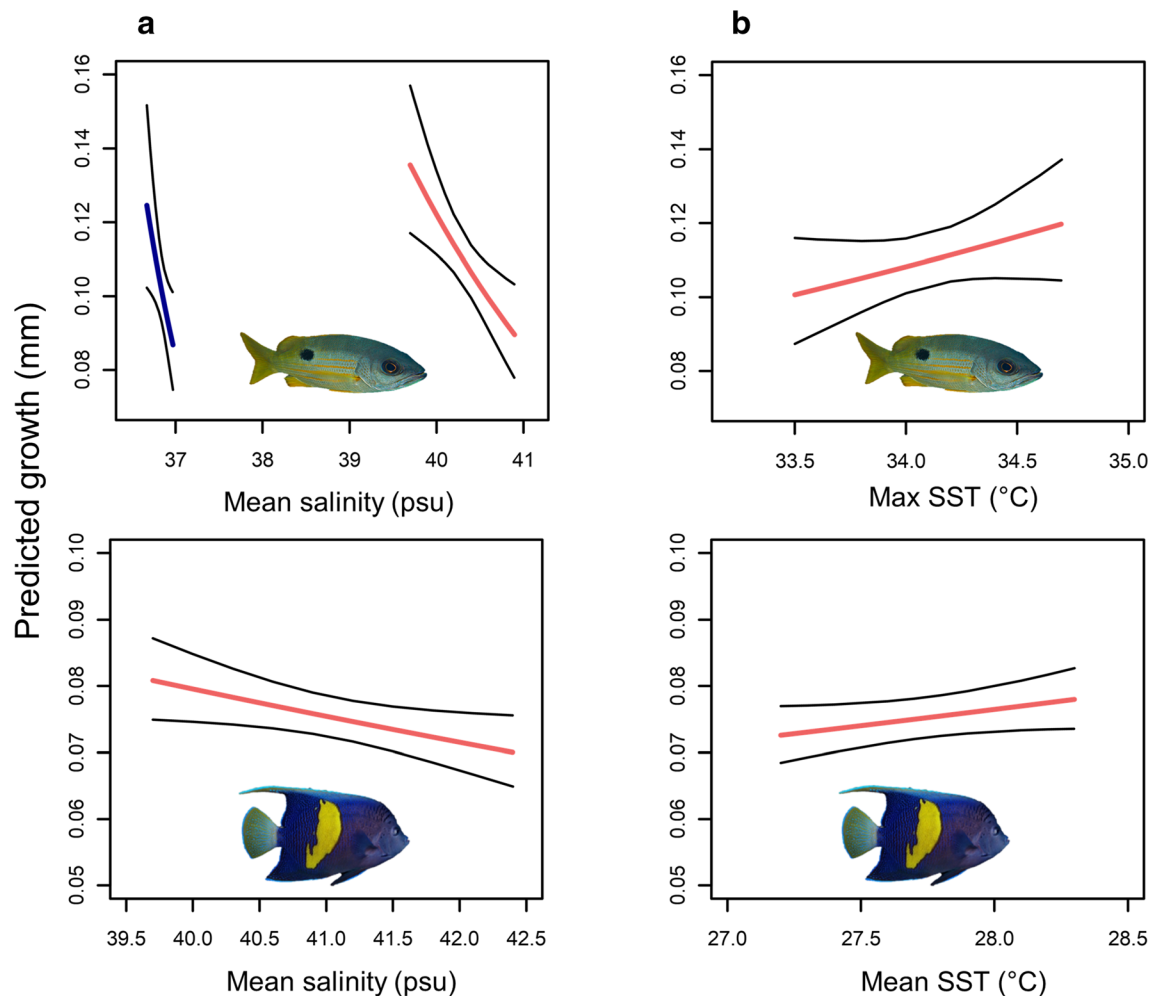 a
b
Predicted growth (mm)
0.16
0.14
0.12
0.10
0.08
37 38 39 40 41
Mean salinity (psu)
0.16
0.14
0.12
0.10
0.08
33.5 34.0 34.5 35.0
Max SST (°C)
0.10
0.09
0.08
0.07
0.06
0.05
39.5 40.0 40.5 41.0 41.5 42.0 42.5
Mean salinity (psu)
0.10
0.09
0.08
0.07
0.06
0.05
27.0 27.5 28.0 28.5
Mean SST (°C)